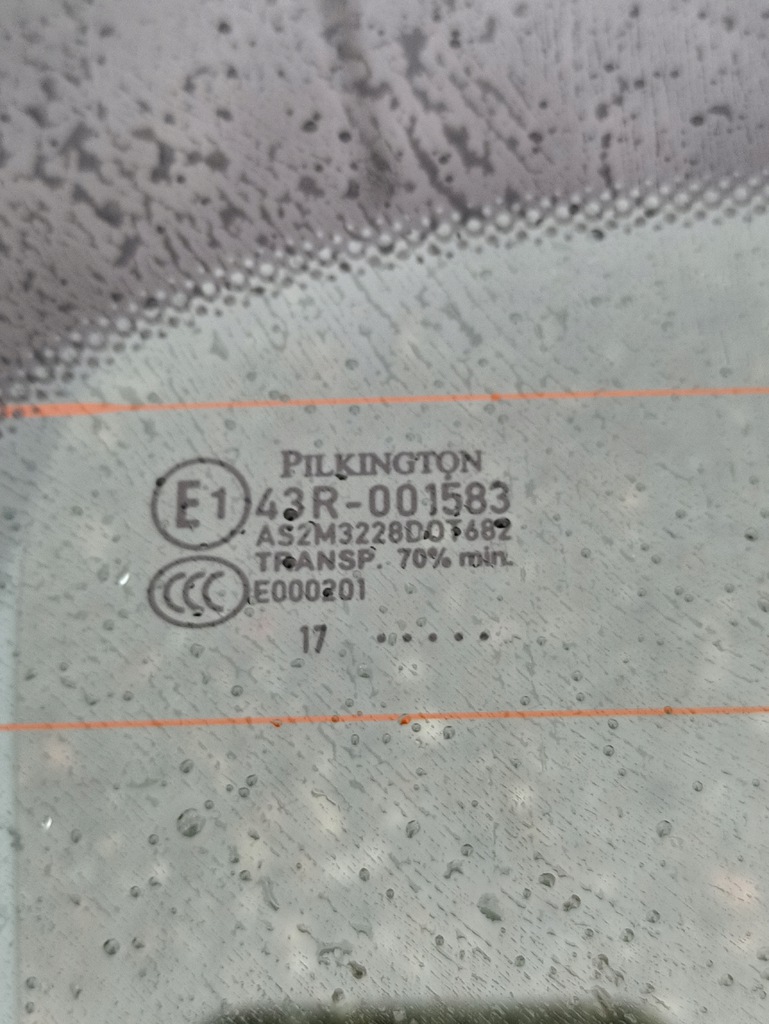 PILKINGTON
E1 43R-001583
AS2M3228DOT682
TRANSP. 70% min.
CCC E000201
17 •••••